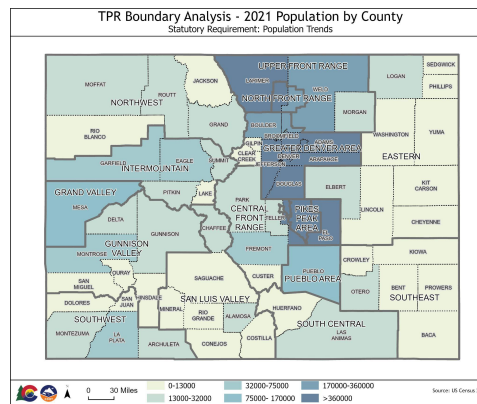 TPR Boundary Analysis - 2021 Population by County
Statutory Requirement: Population Trends
UPPER FRONT RANGE
SEDGWICK
LOGAN
JACKSON
LARIMER
PHILLIPS
MOFFAT
ROUTT
WELD
NORTHWEST
NORTH FRONT RANGE
MORGAN
GRAND
BOULDER
RIO
BLANCO
WASHINGTON
YUMA
BROOMFIELD
GILPIN
ADAMS
GREATER DENVER AREA
EAGLE
SUMMIT
CLEAR
CREEK
DENVER
EASTERN
GARFIELD
JEFFERSON
ARAPAHOE
INTERMOUNTAIN
DOUGLAS
ELBERT
KIT
CARSON
GRAND VALLEY
PITKIN
LAKE
PARK
MESA
CENTRAL
FRONT
RANGE
PIKES
PEAK
AREA
LINCOLN
DELTA
TELLER
CHEYENNE
GUNNISON
CHAFFEE
EL
PASO
GUNNISON
VALLEY
FREMONT
KIOWA
MONTROSE
CROWLEY
OURAY
SAGUACHE
CUSTER
PUEBLO
PUEBLO AREA
SAN
MIGUEL
BENT
PROWERS
OTERO
SOUTHEAST
DOLORES
SAN
JUAN
HINSDALE
SAN LUIS VALLEY
MINERAL
HUERFANO
RIO
GRANDE
ALAMOSA
SOUTHWEST
SOUTH CENTRAL
MONTEZUMA
LA
PLATA
LAS
ANIMAS
ARCHULETA
CONEJOS
COSTILLA
BACA
0 30 Miles
0-13000
13000-32000
32000-75000
75000- 170000
170000-360000
>360000
Source: US Census